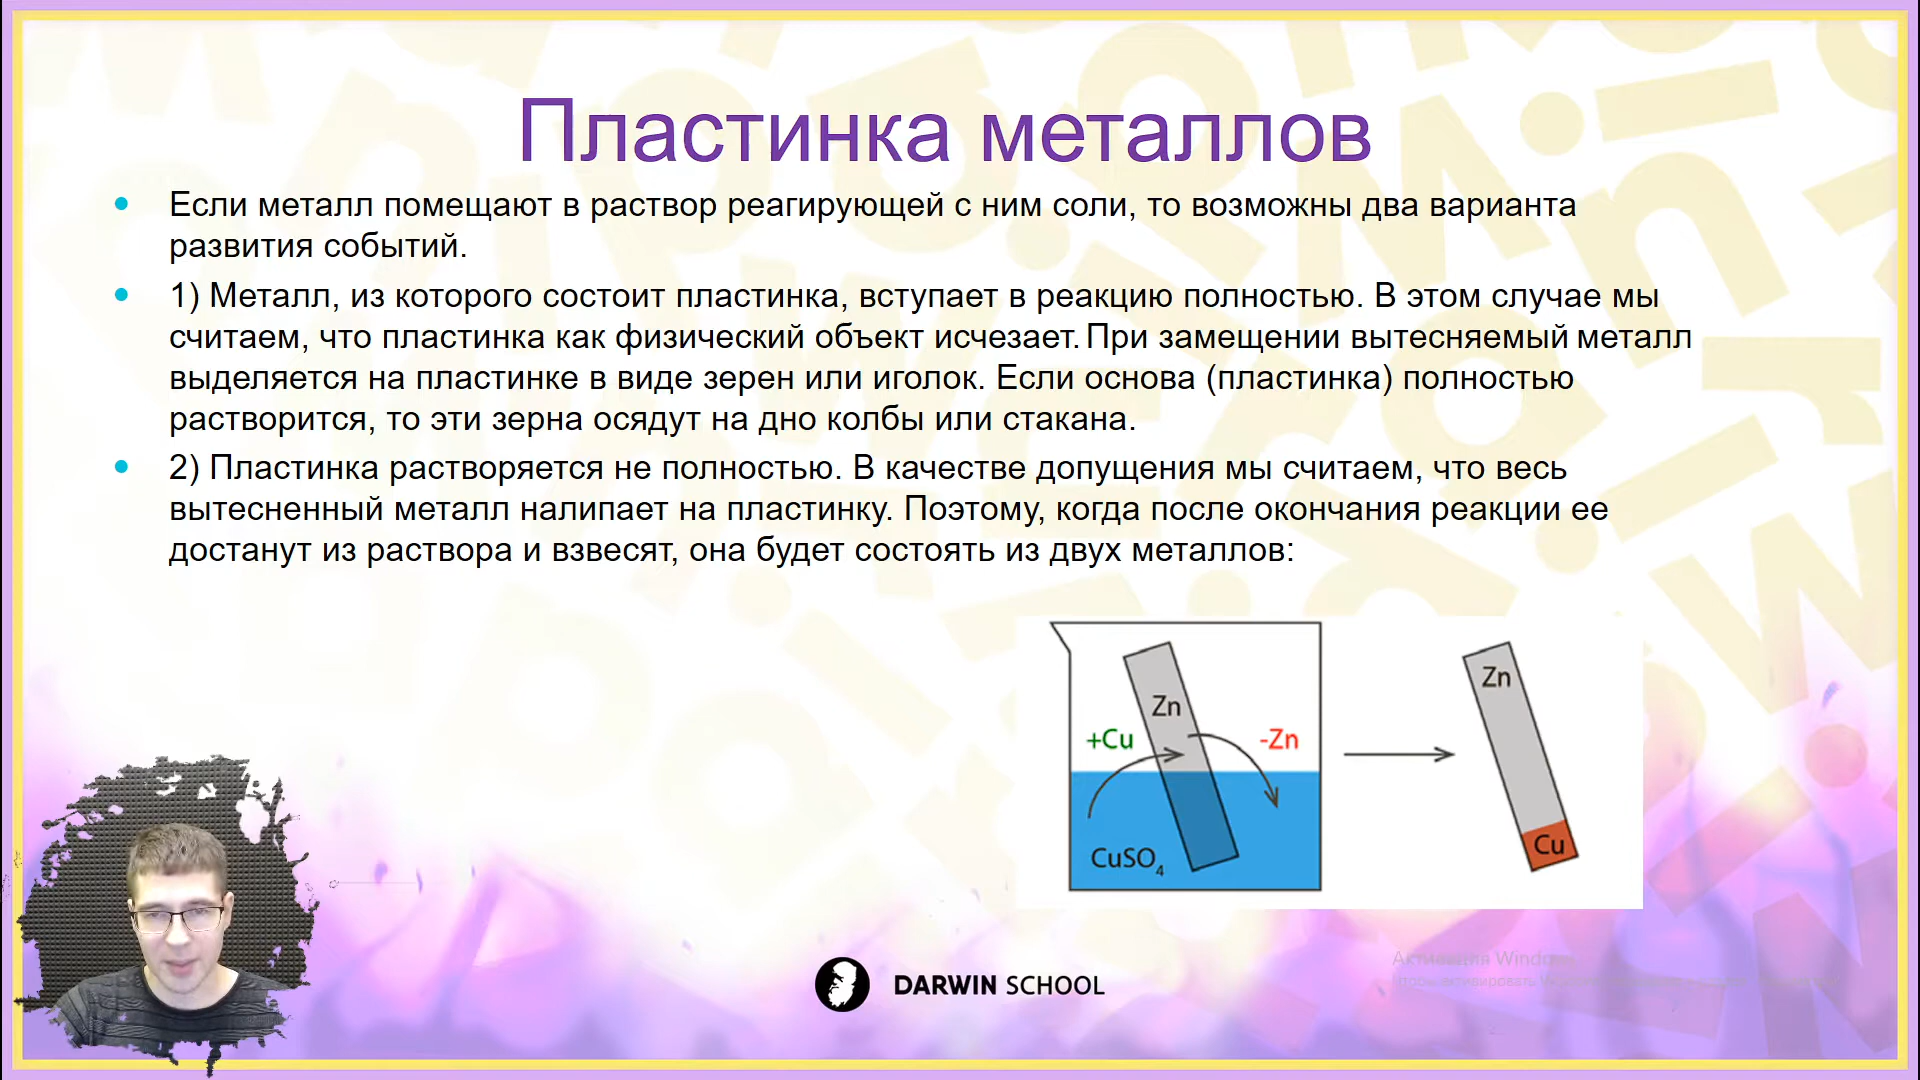 Пластинка металлов
Если металл помещают в раствор реагирующей с ним соли, то возможны два варианта
развития событий.
1) Металл, из которого состоит пластинка, вступает в реакцию полностью. В этом случае мы
считаем, что пластинка как физический объект исчезает. При замещении вытесняемый металл
выделяется на пластинке в виде зерен или иголок. Если основа (пластинка) полностью
растворится, то эти зерна осядут на дно колбы или стакана.
2) Пластинка растворяется не полностью. В качестве допущения мы считаем, что весь
вытесненный металл налипает на пластинку. Поэтому, когда после окончания реакции ее
достанут из раствора и взвесят, она будет состоять из двух металлов:
Zn
+Cu
-Zn
CuSO₄
Zn
Cu
DARWIN SCHOOL
Активация Windows